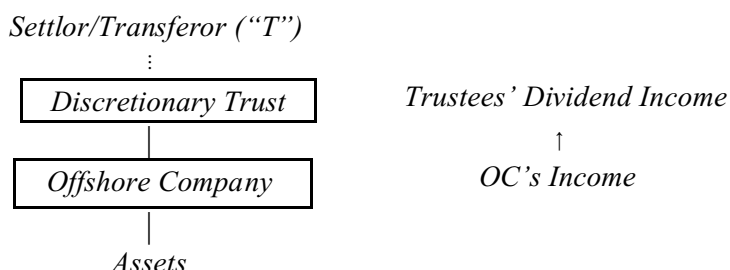 Settlor/Transferor (“T”)
Discretionary Trust
Trustees’ Dividend Income
↑
Offshore Company
OC’s Income
Assets